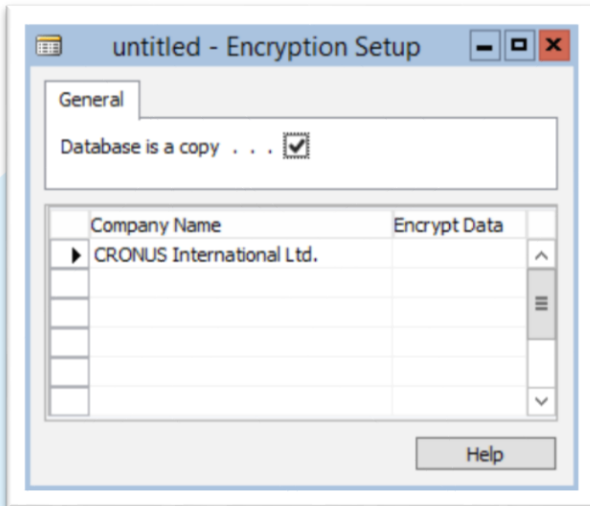 untitled - Encryption Setup
General
Database is a copy . . .
Company Name Encrypt Data
CRONUS International Ltd.
Help